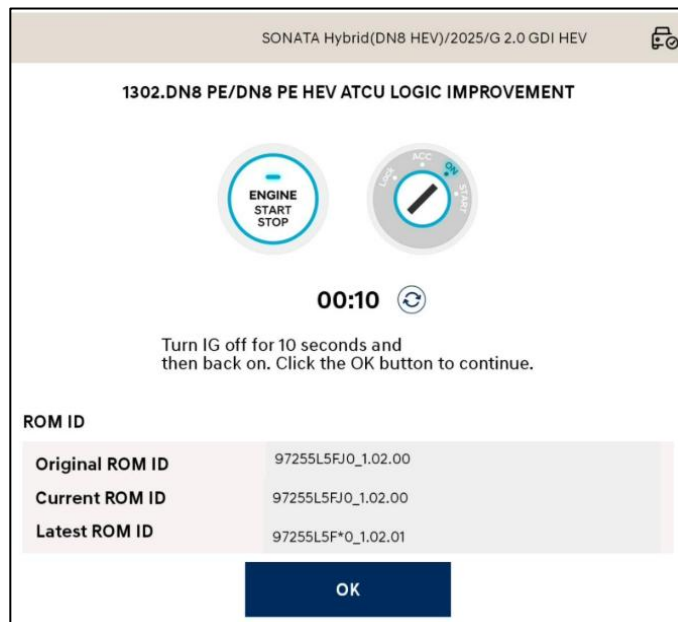 SONATA Hybrid(DN8 HEV)/2025/G 2.0 GDI HEV
1302.DN8 PE/DN8 PE HEV ATCU LOGIC IMPROVEMENT
ENGINE
START
STOP
Lock
ACC
ON
START
00:10
Turn IG off for 10 seconds and
then back on. Click the OK button to continue.
ROM ID
Original ROM ID 97255L5FJ0_1.02.00
Current ROM ID 97255L5FJ0_1.02.00
Latest ROM ID 97255L5F*0_1.02.01
OK